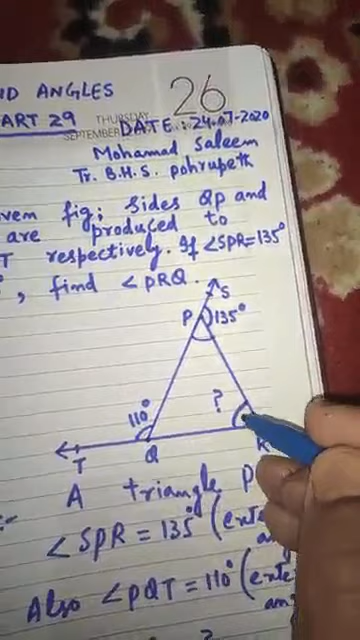 ID ANGLES
ART 29
THURSDAY
26
SEPTEMBER
DATE: 24-07-2020
Mohamad Saleem
Tr. B.H.S. pohrupeth
fig; Sides Qp and
are produced to
T respectively. If ∠SPR=135°
, find ∠PRQ.
S
P 135°
110° ?
T Q R
A triangle P
∠SPR = 135° (exte
Also ∠PQT = 110° (exte